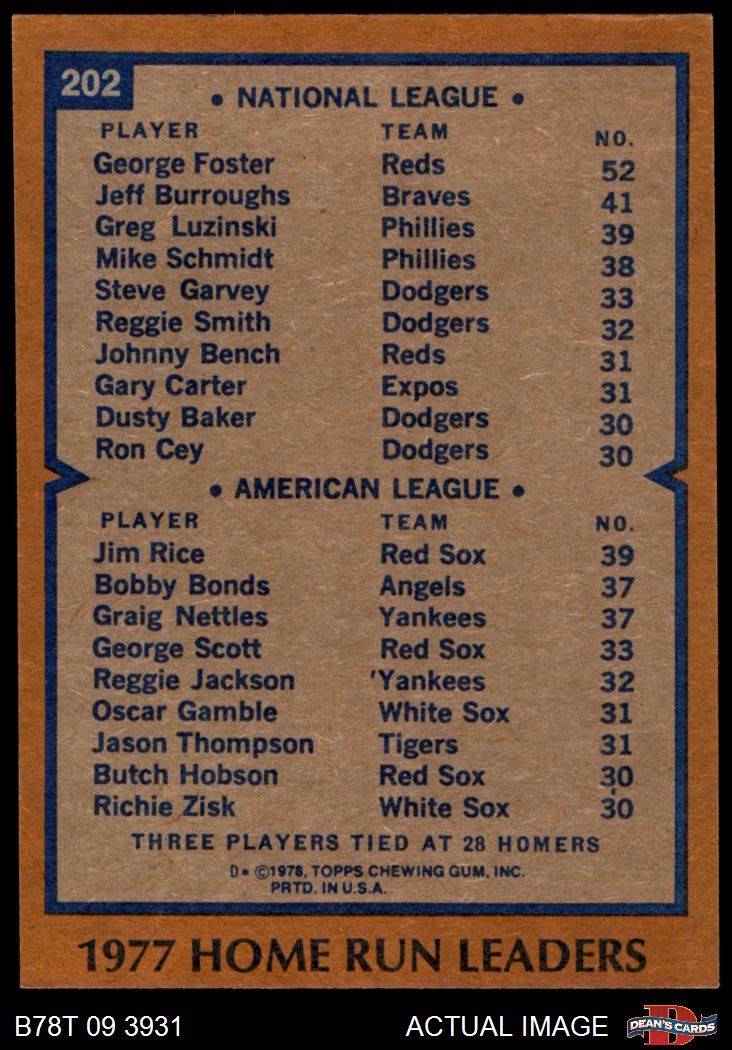 202
• NATIONAL LEAGUE •
PLAYER TEAM NO.
George Foster Reds 52
Jeff Burroughs Braves 41
Greg Luzinski Phillies 39
Mike Schmidt Phillies 38
Steve Garvey Dodgers 33
Reggie Smith Dodgers 32
Johnny Bench Reds 31
Gary Carter Expos 31
Dusty Baker Dodgers 30
Ron Cey Dodgers 30
• AMERICAN LEAGUE •
PLAYER TEAM NO.
Jim Rice Red Sox 39
Bobby Bonds Angels 37
Graig Nettles Yankees 37
George Scott Red Sox 33
Reggie Jackson 'Yankees 32
Oscar Gamble White Sox 31
Jason Thompson Tigers 31
Butch Hobson Red Sox 30
Richie Zisk White Sox 30
THREE PLAYERS TIED AT 28 HOMERS
D* ©1978, TOPPS CHEWING GUM, INC.
PRTD. IN U.S.A.
1977 HOME RUN LEADERS
B78T 09 3931 ACTUAL IMAGE DEAN'S CARDS